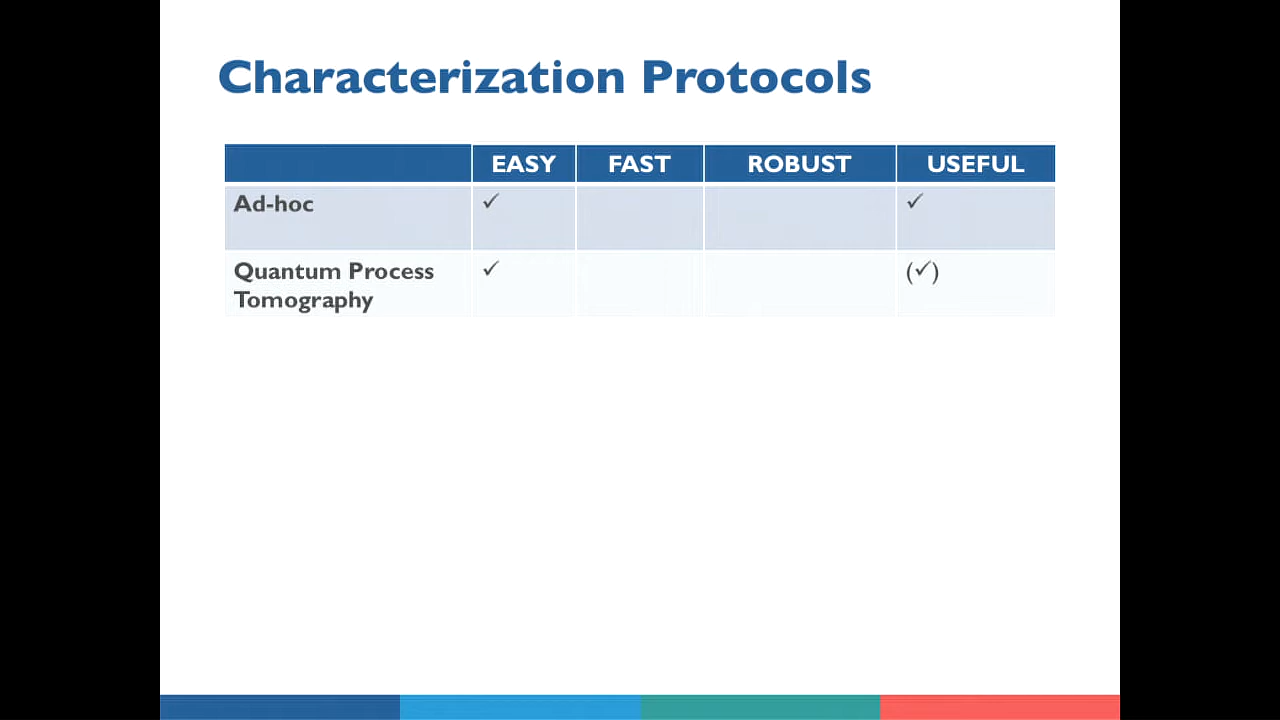 Characterization Protocols
EASY FAST ROBUST USEFUL
Ad-hoc ✓ ✓
Quantum Process ✓ (✓)
Tomography